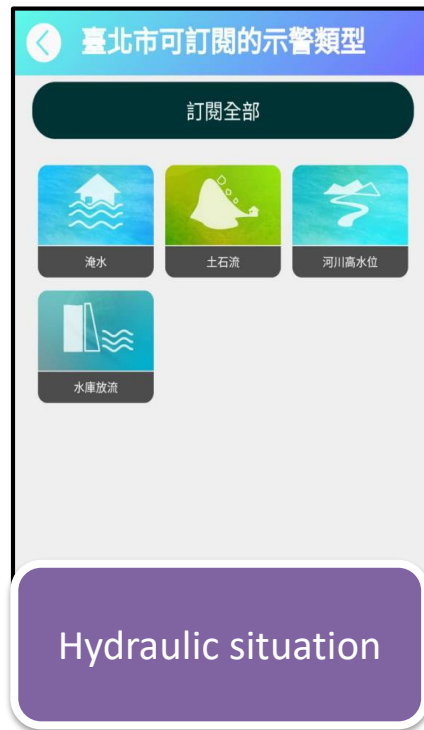 臺北市可訂閱的示警類型
訂閱全部
淹水
土石流
河川高水位
水庫放流
Hydraulic situation